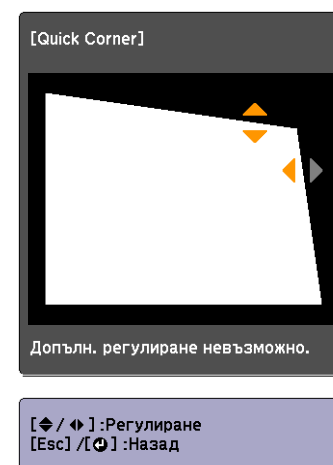 [Quick Corner]
Допълн. регулиране невъзможно.
[◆/◆]:Регулиране
[Esc] /[↵]:Назад